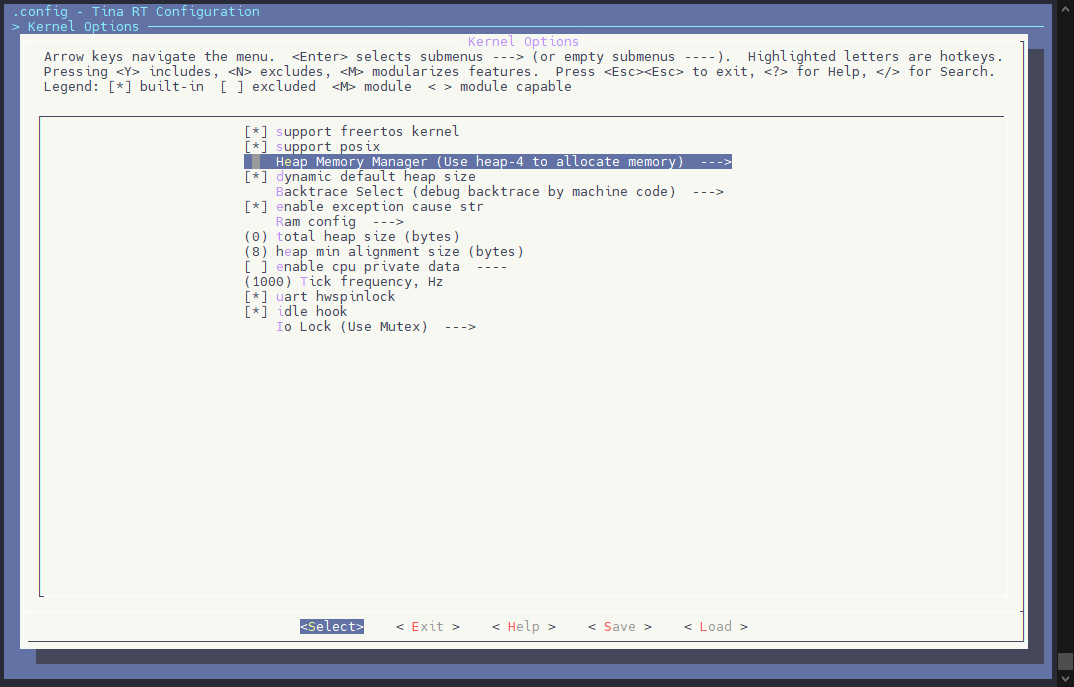 .config - Tina RT Configuration
> Kernel Options
Kernel Options
Arrow keys navigate the menu.  <Enter> selects submenus ---> (or empty submenus ----).  Highlighted letters are hotkeys.
Pressing <Y> includes, <N> excludes, <M> modularizes features.  Press <Esc><Esc> to exit, <?> for Help, </> for Search.
Legend: [*] built-in  [ ] excluded  <M> module  < > module capable
[*] support freertos kernel
[*] support posix
Heap Memory Manager (Use heap-4 to allocate memory)  --->
[*] dynamic default heap size
Backtrace Select (debug backtrace by machine code)  --->
[*] enable exception cause str
Ram config  --->
(0) total heap size (bytes)
(8) heap min alignment size (bytes)
[ ] enable cpu private data  ----
(1000) Tick frequency, Hz
[*] uart hwspinlock
[*] idle hook
Io Lock (Use Mutex)  --->
<Select>    < Exit >    < Help >    < Save >    < Load >